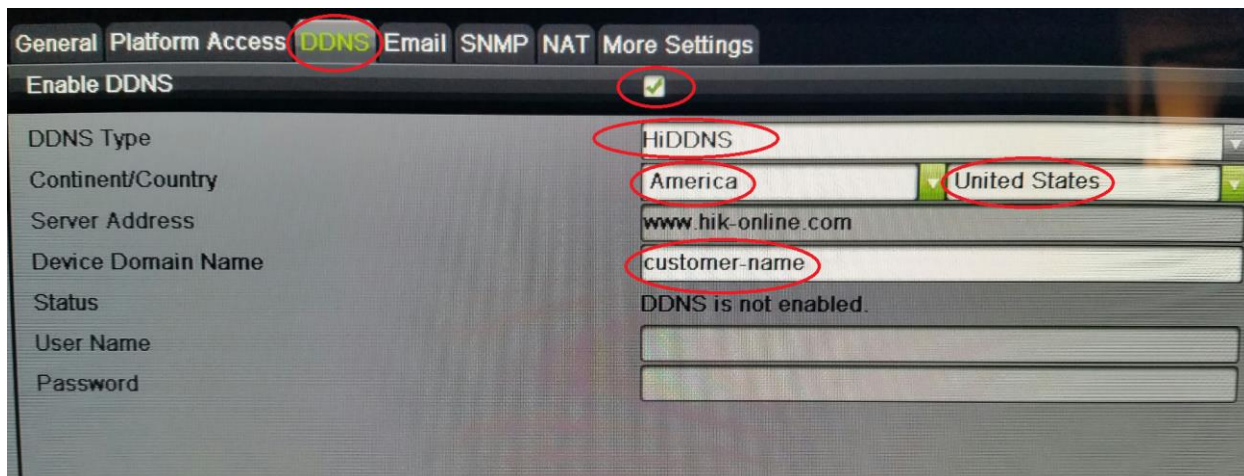 General Platform Access DDNS Email SNMP NAT More Settings
Enable DDNS
DDNS Type HiDDNS
Continent/Country America United States
Server Address www.hik-online.com
Device Domain Name customer-name
Status DDNS is not enabled.
User Name
Password